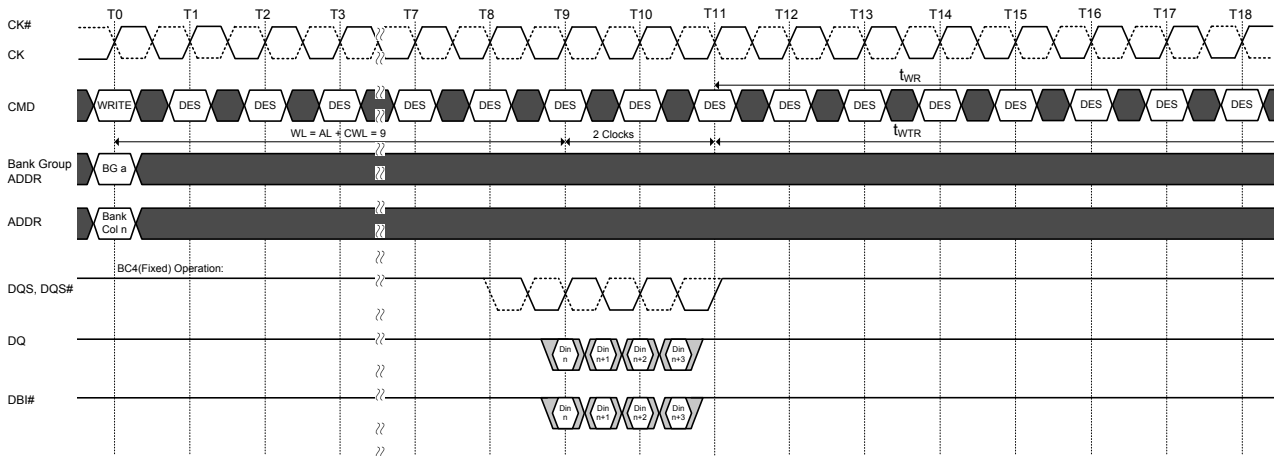 T0 T1 T2 T3 T7 T8 T9 T10 T11 T12 T13 T14 T15 T16 T17 T18
CK#
CK
tWR
CMD WRITE DES DES DES DES DES DES DES DES DES DES DES DES DES DES DES
WL = AL + CWL = 9 2 Clocks tWTR
Bank Group
ADDR
BG a
ADDR
Bank
Col n
BC4(Fixed) Operation:
DQS, DQS#
DQ
Din Din Din Din
n n+1 n+2 n+3
DBI#
Din Din Din Din
n n+1 n+2 n+3